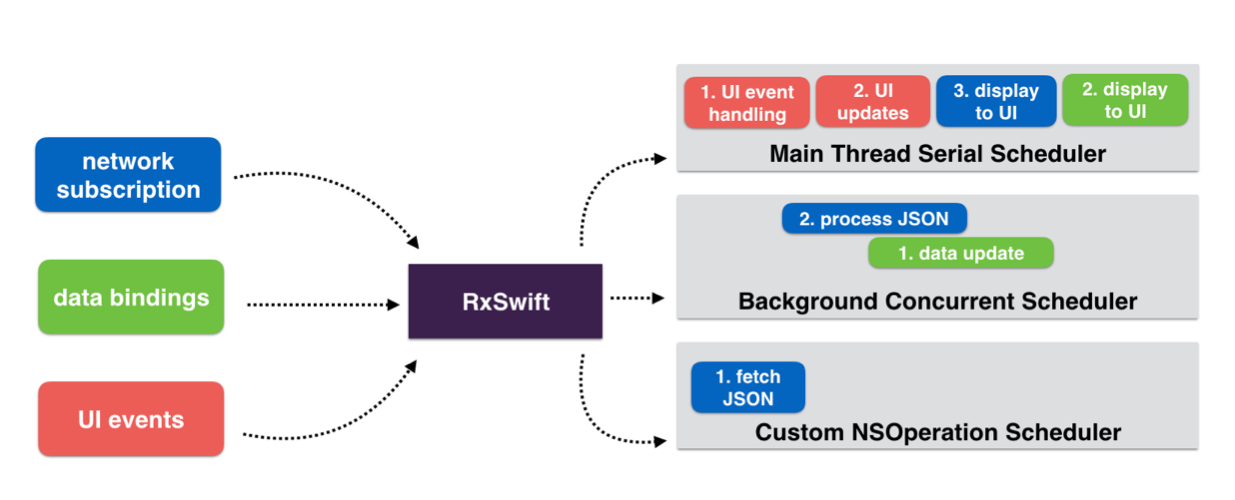 network
subscription
data bindings
UI events
RxSwift
1. UI event
handling
2. UI
updates
3. display
to UI
2. display
to UI
Main Thread Serial Scheduler
2. process JSON
1. data update
Background Concurrent Scheduler
1. fetch
JSON
Custom NSOperation Scheduler